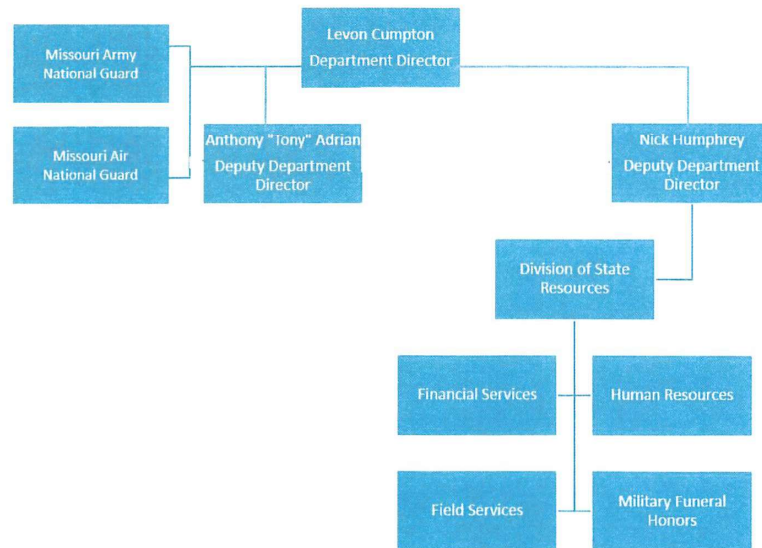 Levon Cumpton
Department Director
Missouri Army
National Guard
Missouri Air
National Guard
Anthony "Tony" Adrian
Deputy Department
Director
Nick Humphrey
Deputy Department
Director
Division of State
Resources
Financial Services
Human Resources
Field Services
Military Funeral
Honors